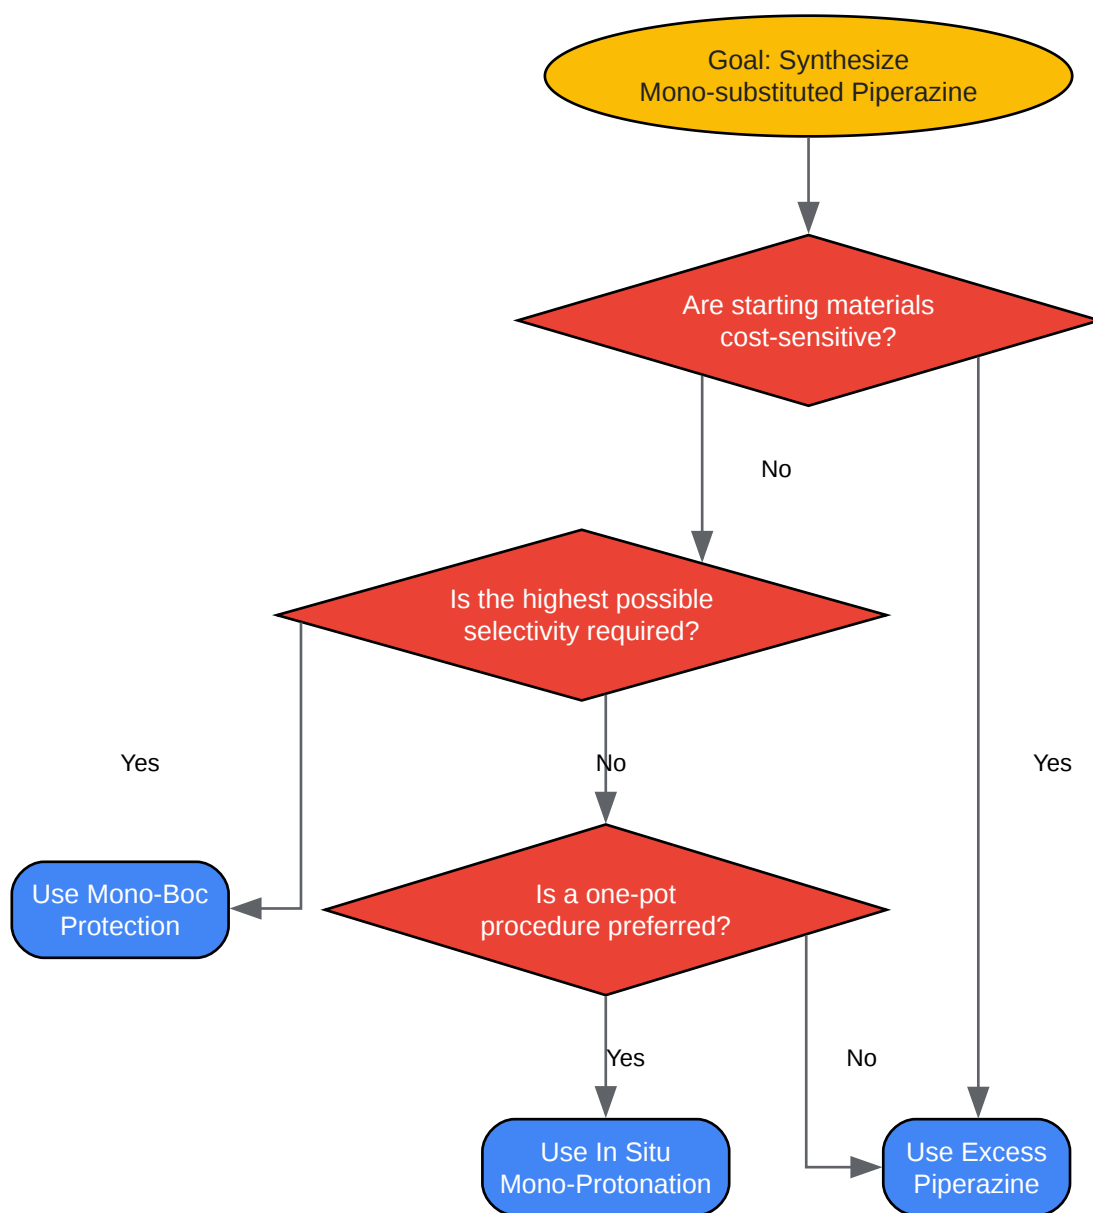 Goal: Synthesize
Mono-substituted Piperazine
Are starting materials
cost-sensitive?
No
Is the highest possible
selectivity required?
Yes
No
Yes
Use Mono-Boc
Protection
Is a one-pot
procedure preferred?
Yes
No
Use In Situ
Mono-Protonation
Use Excess
Piperazine